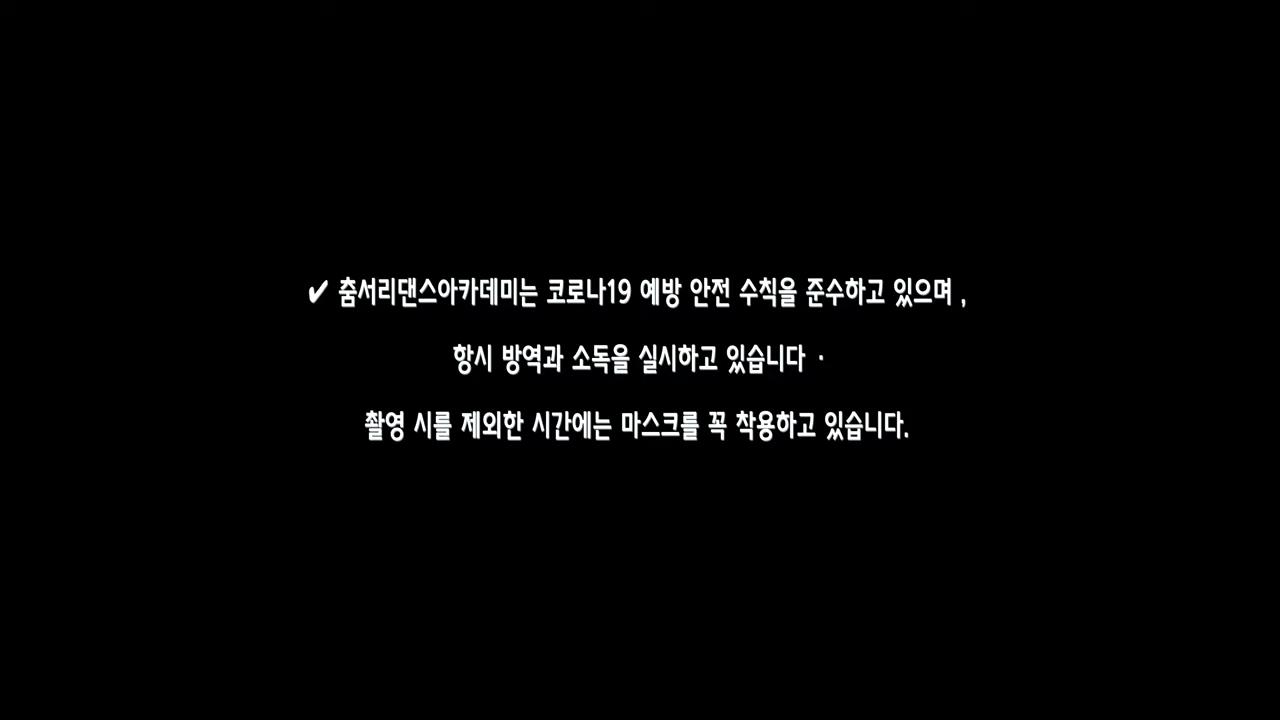 ✔ 춤서리댄스아카데미는 코로나19 예방 안전 수칙을 준수하고 있으며 ,
항시 방역과 소독을 실시하고 있습니다 ·
촬영 시를 제외한 시간에는 마스크를 꼭 착용하고 있습니다.